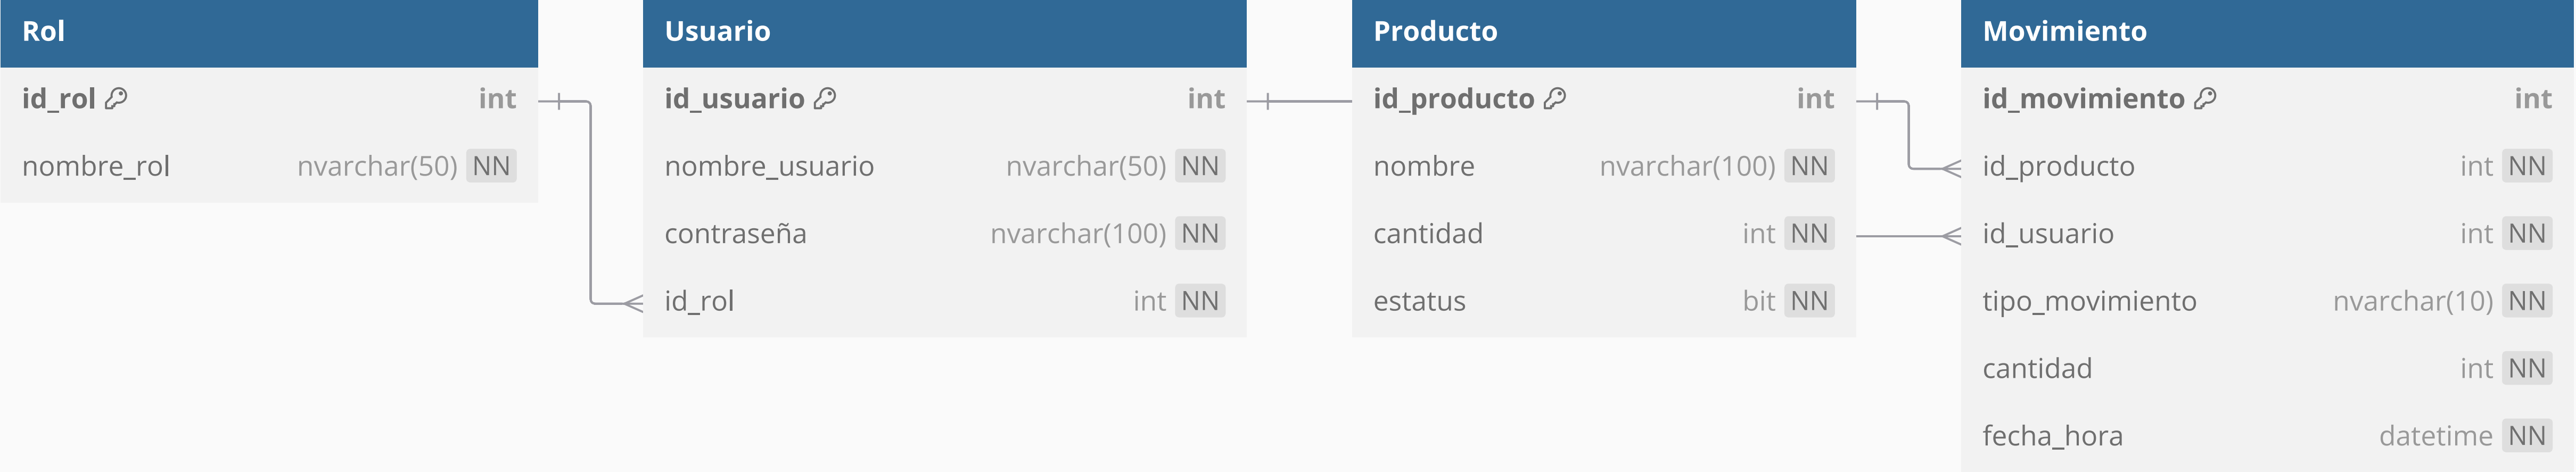 Rol
id_rol int
nombre_rol nvarchar(50) NN
Usuario
id_usuario int
nombre_usuario nvarchar(50) NN
contraseña nvarchar(100) NN
id_rol int NN
Producto
id_producto int
nombre nvarchar(100) NN
cantidad int NN
estatus bit NN
Movimiento
id_movimiento int
id_producto int NN
id_usuario int NN
tipo_movimiento nvarchar(10) NN
cantidad int NN
fecha_hora datetime NN